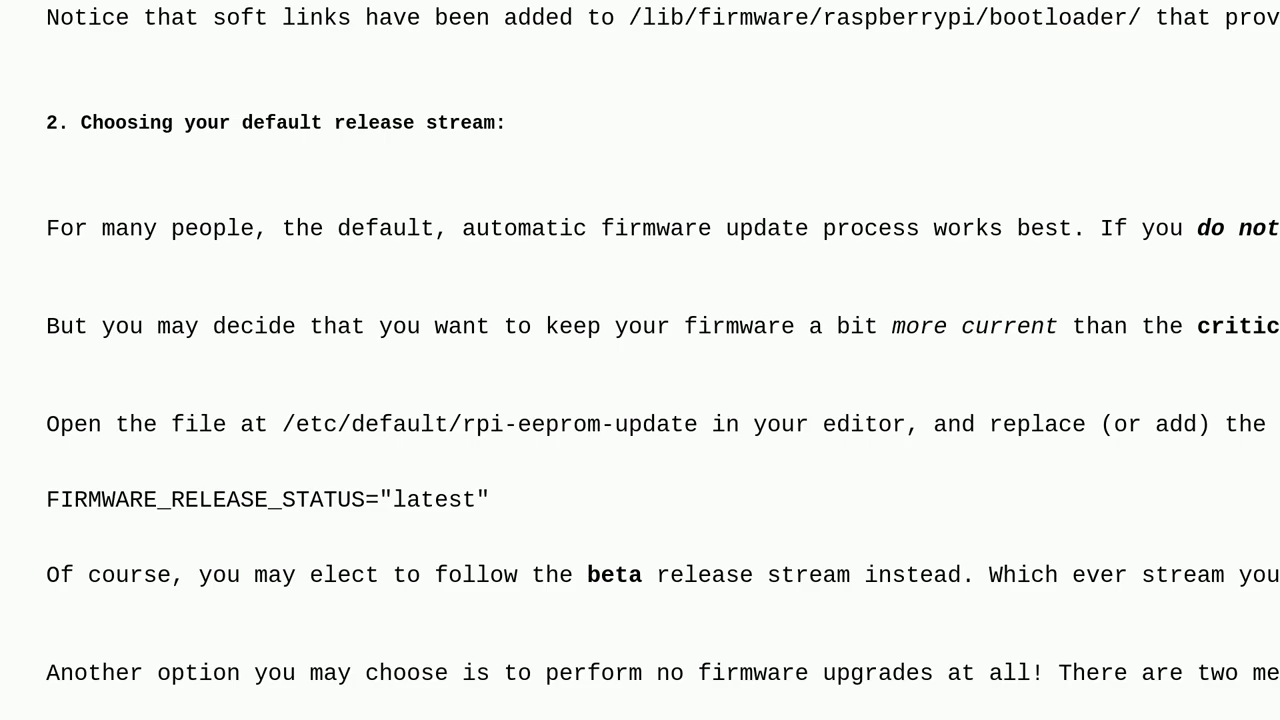 Notice that soft links have been added to /lib/firmware/raspberrypi/bootloader/ that prov
2. Choosing your default release stream:
For many people, the default, automatic firmware update process works best. If you do not
But you may decide that you want to keep your firmware a bit more current than the critic
Open the file at /etc/default/rpi-eeprom-update in your editor, and replace (or add) the
FIRMWARE_RELEASE_STATUS="latest"
Of course, you may elect to follow the beta release stream instead. Which ever stream you
Another option you may choose is to perform no firmware upgrades at all! There are two me